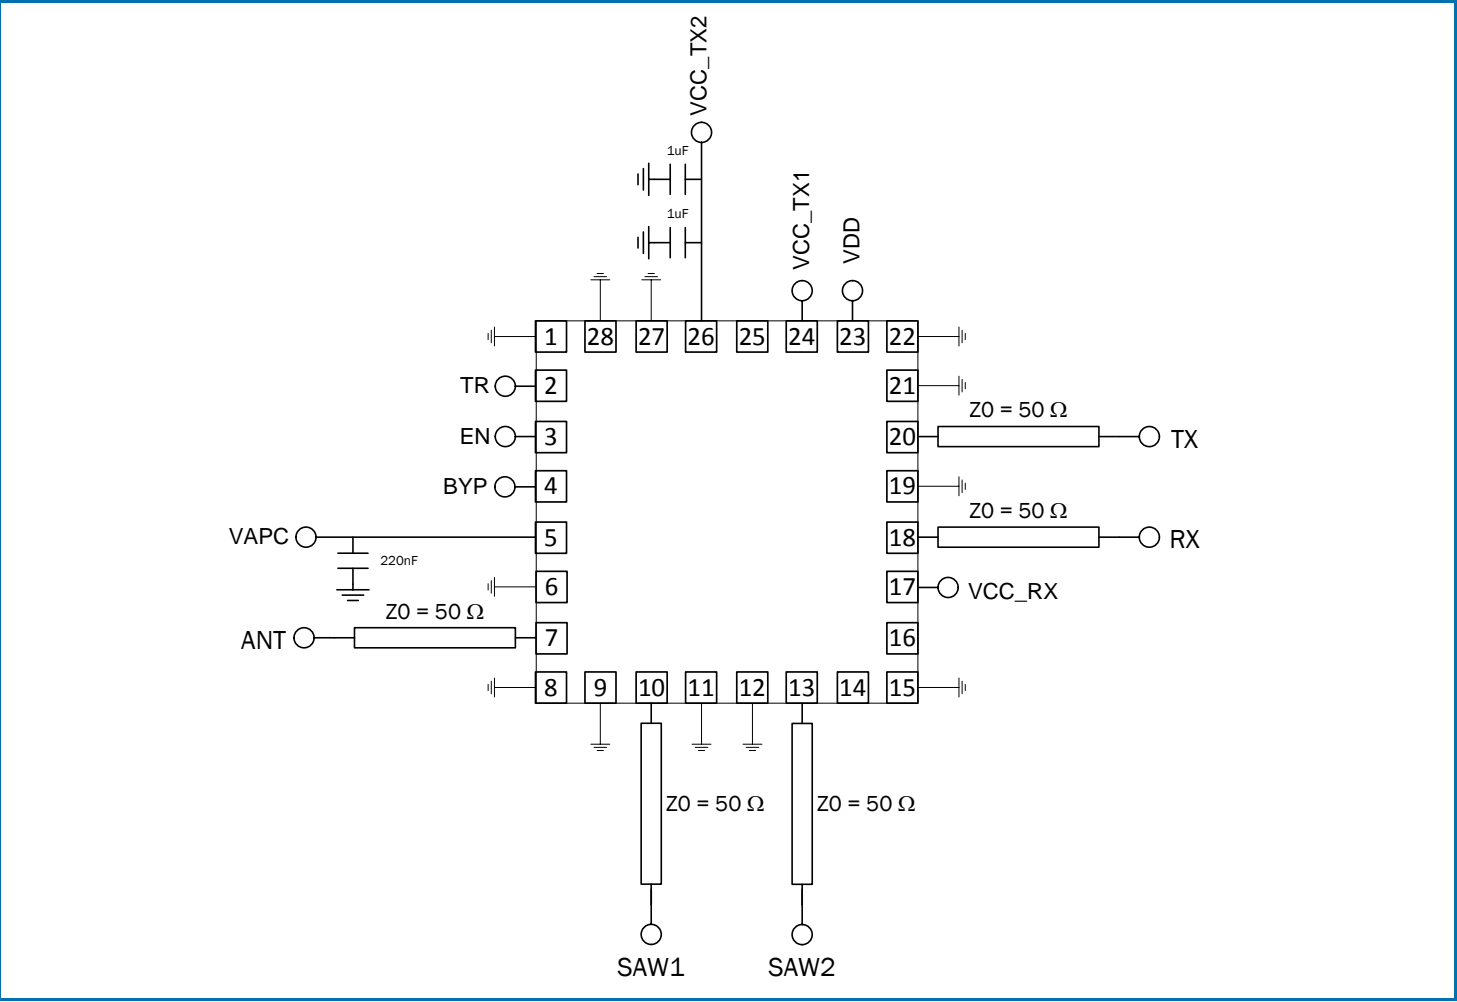 VCC_TX2
1uF
1uF
VCC_TX1
VDD
1
28
27
26
25
24
23
22
TR
2
21
EN
3
20
Z0 = 50 Ω
TX
BYP
4
19
VAPC
5
220nF
18
Z0 = 50 Ω
RX
6
17
VCC_RX
ANT
Z0 = 50 Ω
7
16
8
9
10
11
12
13
14
15
Z0 = 50 Ω
Z0 = 50 Ω
SAW1
SAW2